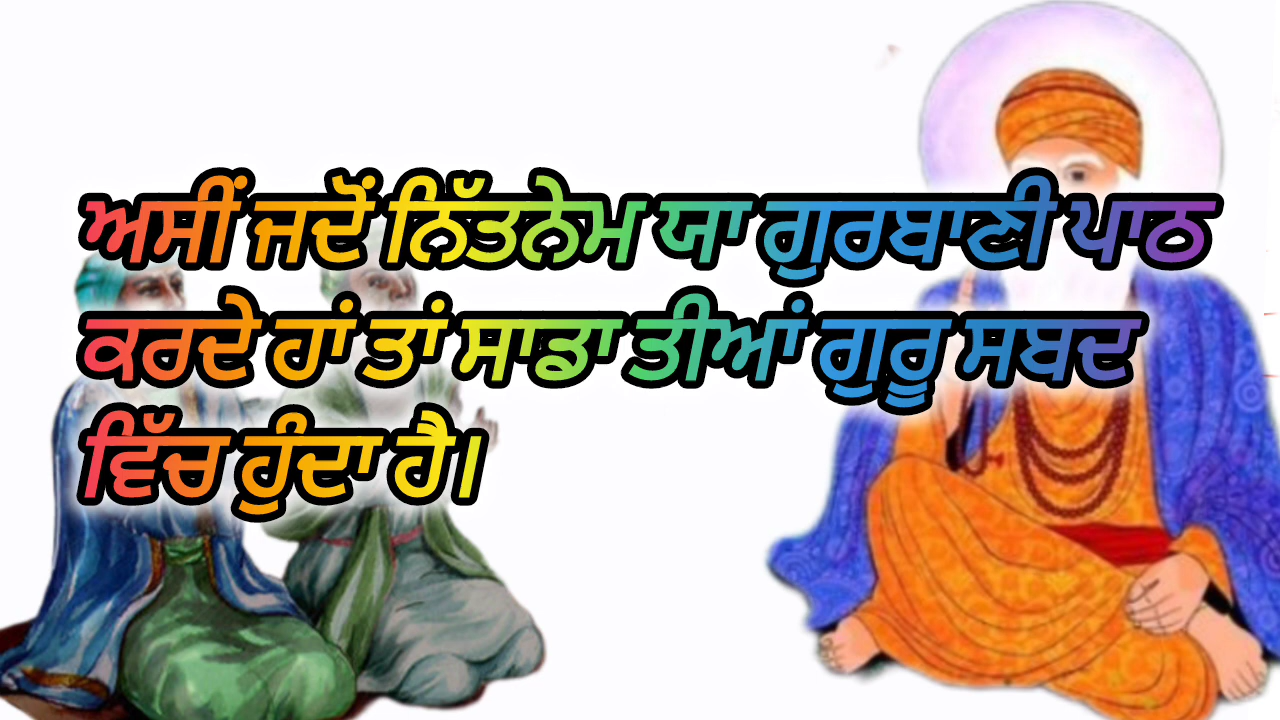 ਅਸੀਂ ਜਦੋਂ ਨਿੱਤਨੇਮ ਯਾ ਗੁਰਬਾਣੀ ਪਾਠ
ਕਰਦੇ ਹਾਂ ਤਾਂ ਸਾਡਾ ਤੀਆਂ ਗੁਰੂ ਸਬਦ
ਵਿੱਚ ਹੁੰਦਾ ਹੈ।